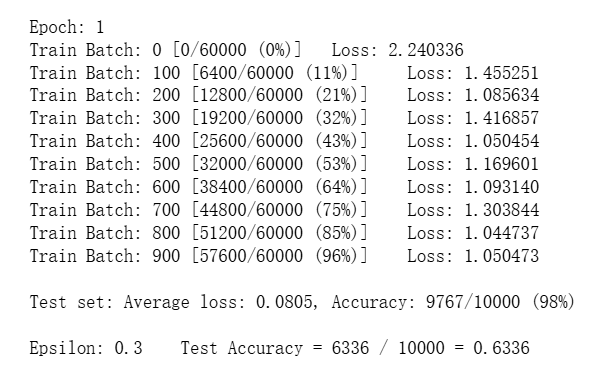 Epoch: 1
Train Batch: 0 [0/60000 (0%)]   Loss: 2.240336
Train Batch: 100 [6400/60000 (11%)]     Loss: 1.455251
Train Batch: 200 [12800/60000 (21%)]    Loss: 1.085634
Train Batch: 300 [19200/60000 (32%)]    Loss: 1.416857
Train Batch: 400 [25600/60000 (43%)]    Loss: 1.050454
Train Batch: 500 [32000/60000 (53%)]    Loss: 1.169601
Train Batch: 600 [38400/60000 (64%)]    Loss: 1.093140
Train Batch: 700 [44800/60000 (75%)]    Loss: 1.303844
Train Batch: 800 [51200/60000 (85%)]    Loss: 1.044737
Train Batch: 900 [57600/60000 (96%)]    Loss: 1.050473
Test set: Average loss: 0.0805, Accuracy: 9767/10000 (98%)
Epsilon: 0.3    Test Accuracy = 6336 / 10000 = 0.6336